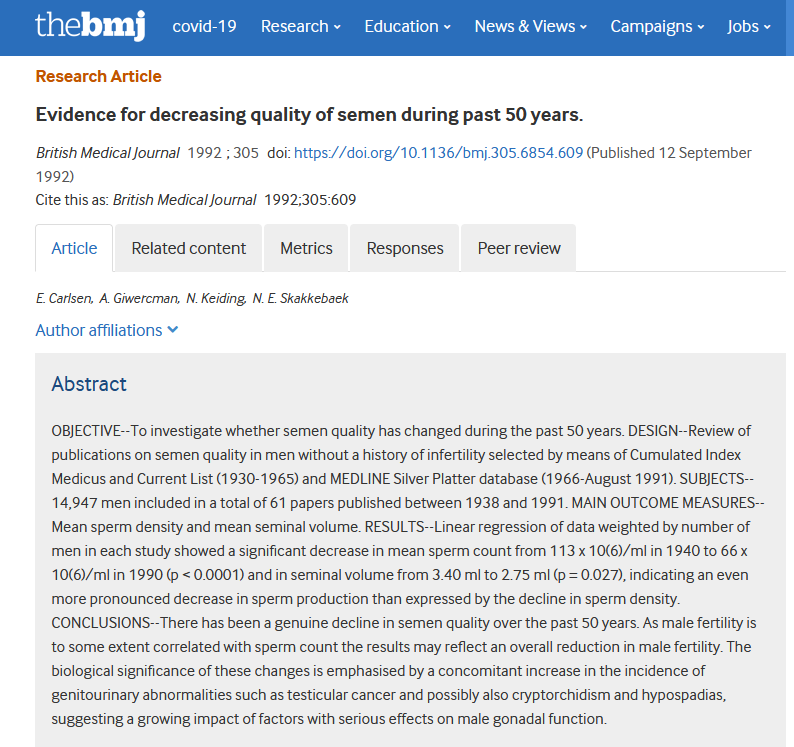 thebmj covid-19 Research Education News & Views Campaigns Jobs
Research Article
Evidence for decreasing quality of semen during past 50 years.
British Medical Journal 1992 ; 305 doi: https://doi.org/10.1136/bmj.305.6854.609 (Published 12 September
1992)
Cite this as: British Medical Journal 1992;305:609
Article Related content Metrics Responses Peer review
E. Carlsen, A. Giwercman, N. Keiding, N. E. Skakkebaek
Author affiliations
Abstract
OBJECTIVE--To investigate whether semen quality has changed during the past 50 years. DESIGN--Review of
publications on semen quality in men without a history of infertility selected by means of Cumulated Index
Medicus and Current List (1930-1965) and MEDLINE Silver Platter database (1966-August 1991). SUBJECTS--
14,947 men included in a total of 61 papers published between 1938 and 1991. MAIN OUTCOME MEASURES--
Mean sperm density and mean seminal volume. RESULTS--Linear regression of data weighted by number of
men in each study showed a significant decrease in mean sperm count from 113 x 10(6)/ml in 1940 to 66 x
10(6)/ml in 1990 (p < 0.0001) and in seminal volume from 3.40 ml to 2.75 ml (p = 0.027), indicating an even
more pronounced decrease in sperm production than expressed by the decline in sperm density.
CONCLUSIONS--There has been a genuine decline in semen quality over the past 50 years. As male fertility is
to some extent correlated with sperm count the results may reflect an overall reduction in male fertility. The
biological significance of these changes is emphasised by a concomitant increase in the incidence of
genitourinary abnormalities such as testicular cancer and possibly also cryptorchidism and hypospadias,
suggesting a growing impact of factors with serious effects on male gonadal function.